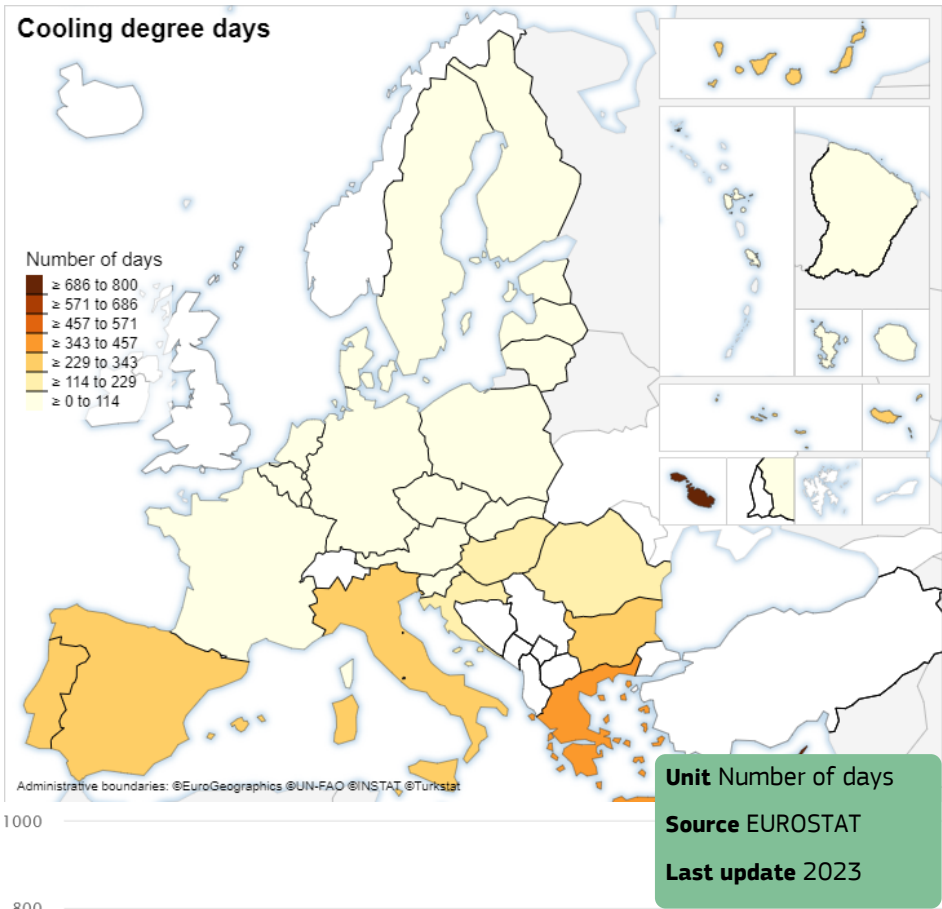 Cooling degree days
Number of days
≥ 686 to 800
≥ 571 to 686
≥ 457 to 571
≥ 343 to 457
≥ 229 to 343
≥ 114 to 229
≥ 0 to 114
Administrative boundaries: ©EuroGeographics ©UN-FAO ©INSTAT ©Turkstat
Unit Number of days
Source EUROSTAT
Last update 2023
1000
800